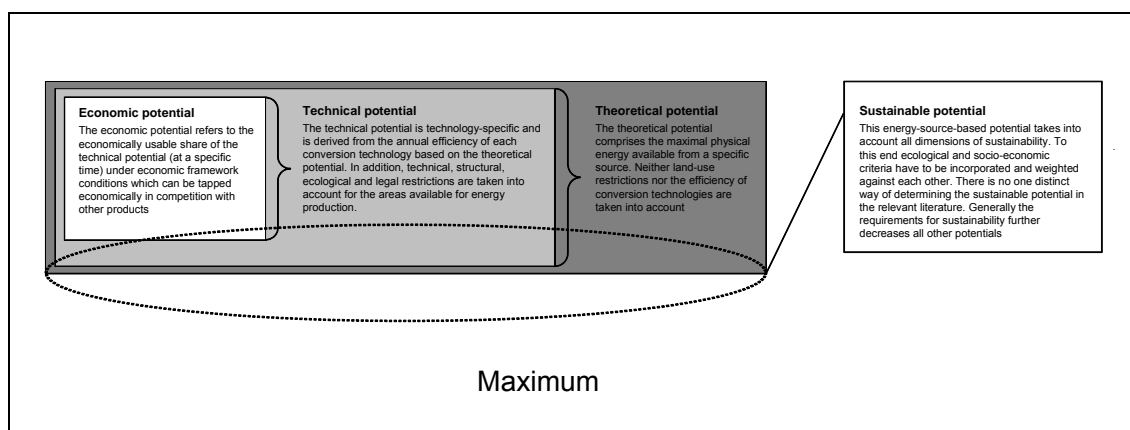 Economic potential
The economic potential refers to the
economically usable share of the
technical potential (at a specific
time) under economic framework
conditions which can be tapped
economically in competition with
other products
Technical potential
The technical potential is technology-specific and
is derived from the annual efficiency of each
conversion technology based on the theoretical
potential. In addition, technical, structural,
ecological and legal restrictions are taken into
account for the areas available for energy
production.
Theoretical potential
The theoretical potential
comprises the maximal physical
energy available from a specific
source. Neither land-use
restrictions nor the efficiency of
conversion technologies are
taken into account
Sustainable potential
This energy-source-based potential takes into
account all dimensions of sustainability. To
this end ecological and socio-economic
criteria have to be incorporated and weighted
against each other. There is no one distinct
way of determining the sustainable potential in
the relevant literature. Generally the
requirements for sustainability further
decreases all other potentials
Maximum